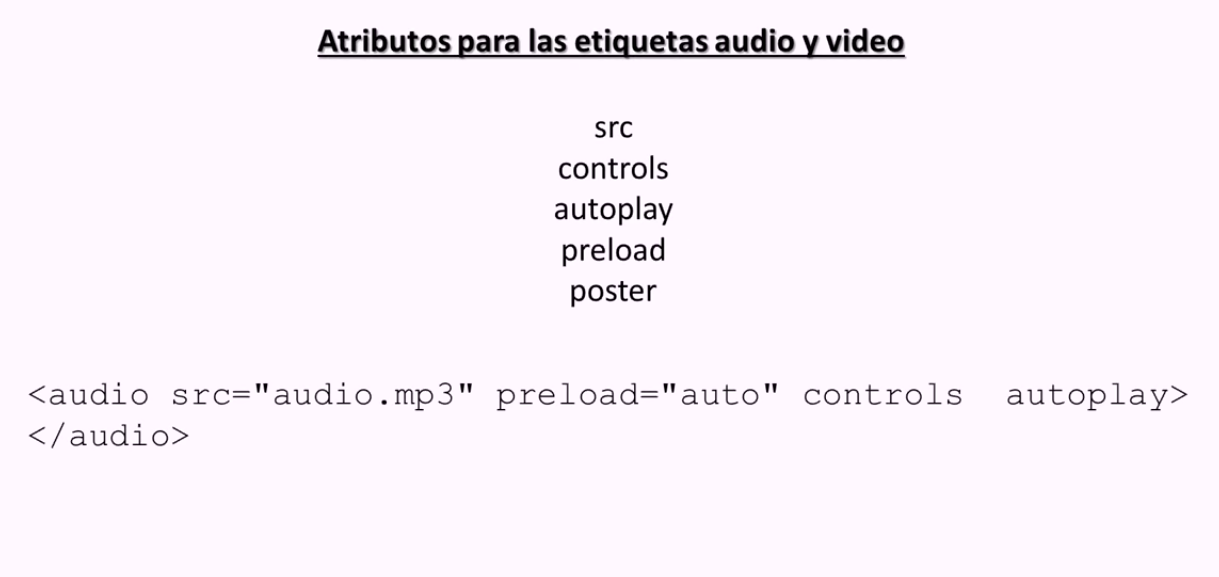 Atributos para las etiquetas audio y video
src
controls
autoplay
preload
poster
<audio src="audio.mp3" preload="auto" controls  autoplay>
</audio>